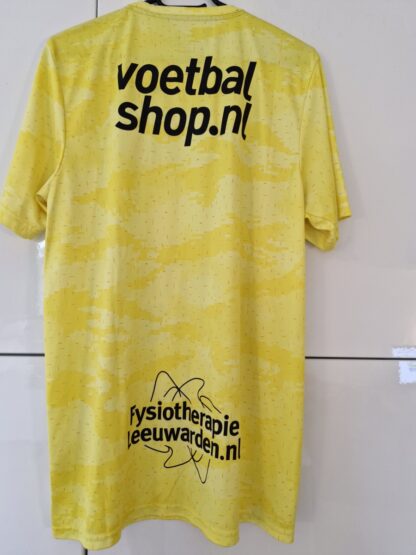 voetbal
shop.nl
Fysiotherapie
Leeuwarden.nl